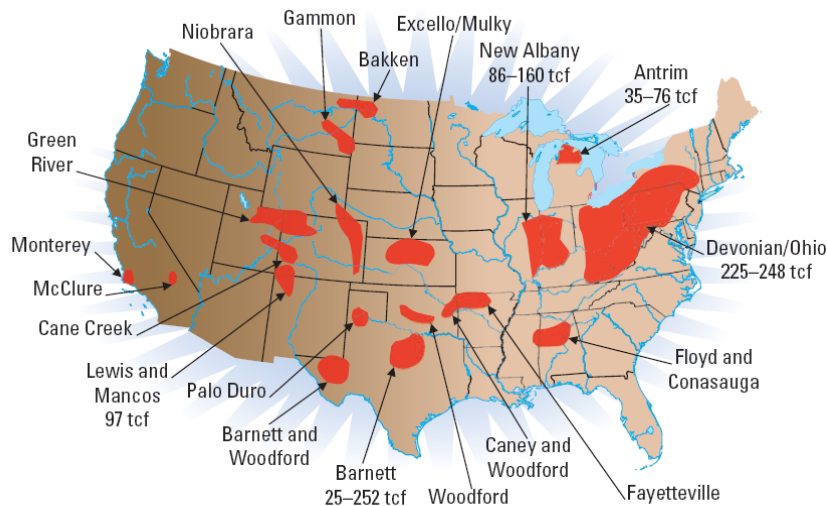 Gammon
Niobrara
Excello/Mulky
Bakken
New Albany
86–160 tcf
Antrim
35–76 tcf
Green
River
Monterey
McClure
Cane Creek
Devonian/Ohio
225–248 tcf
Lewis and
Mancos
97 tcf
Palo Duro
Barnett and
Woodford
Barnett
25–252 tcf
Woodford
Caney and
Woodford
Fayetteville
Floyd and
Conasauga